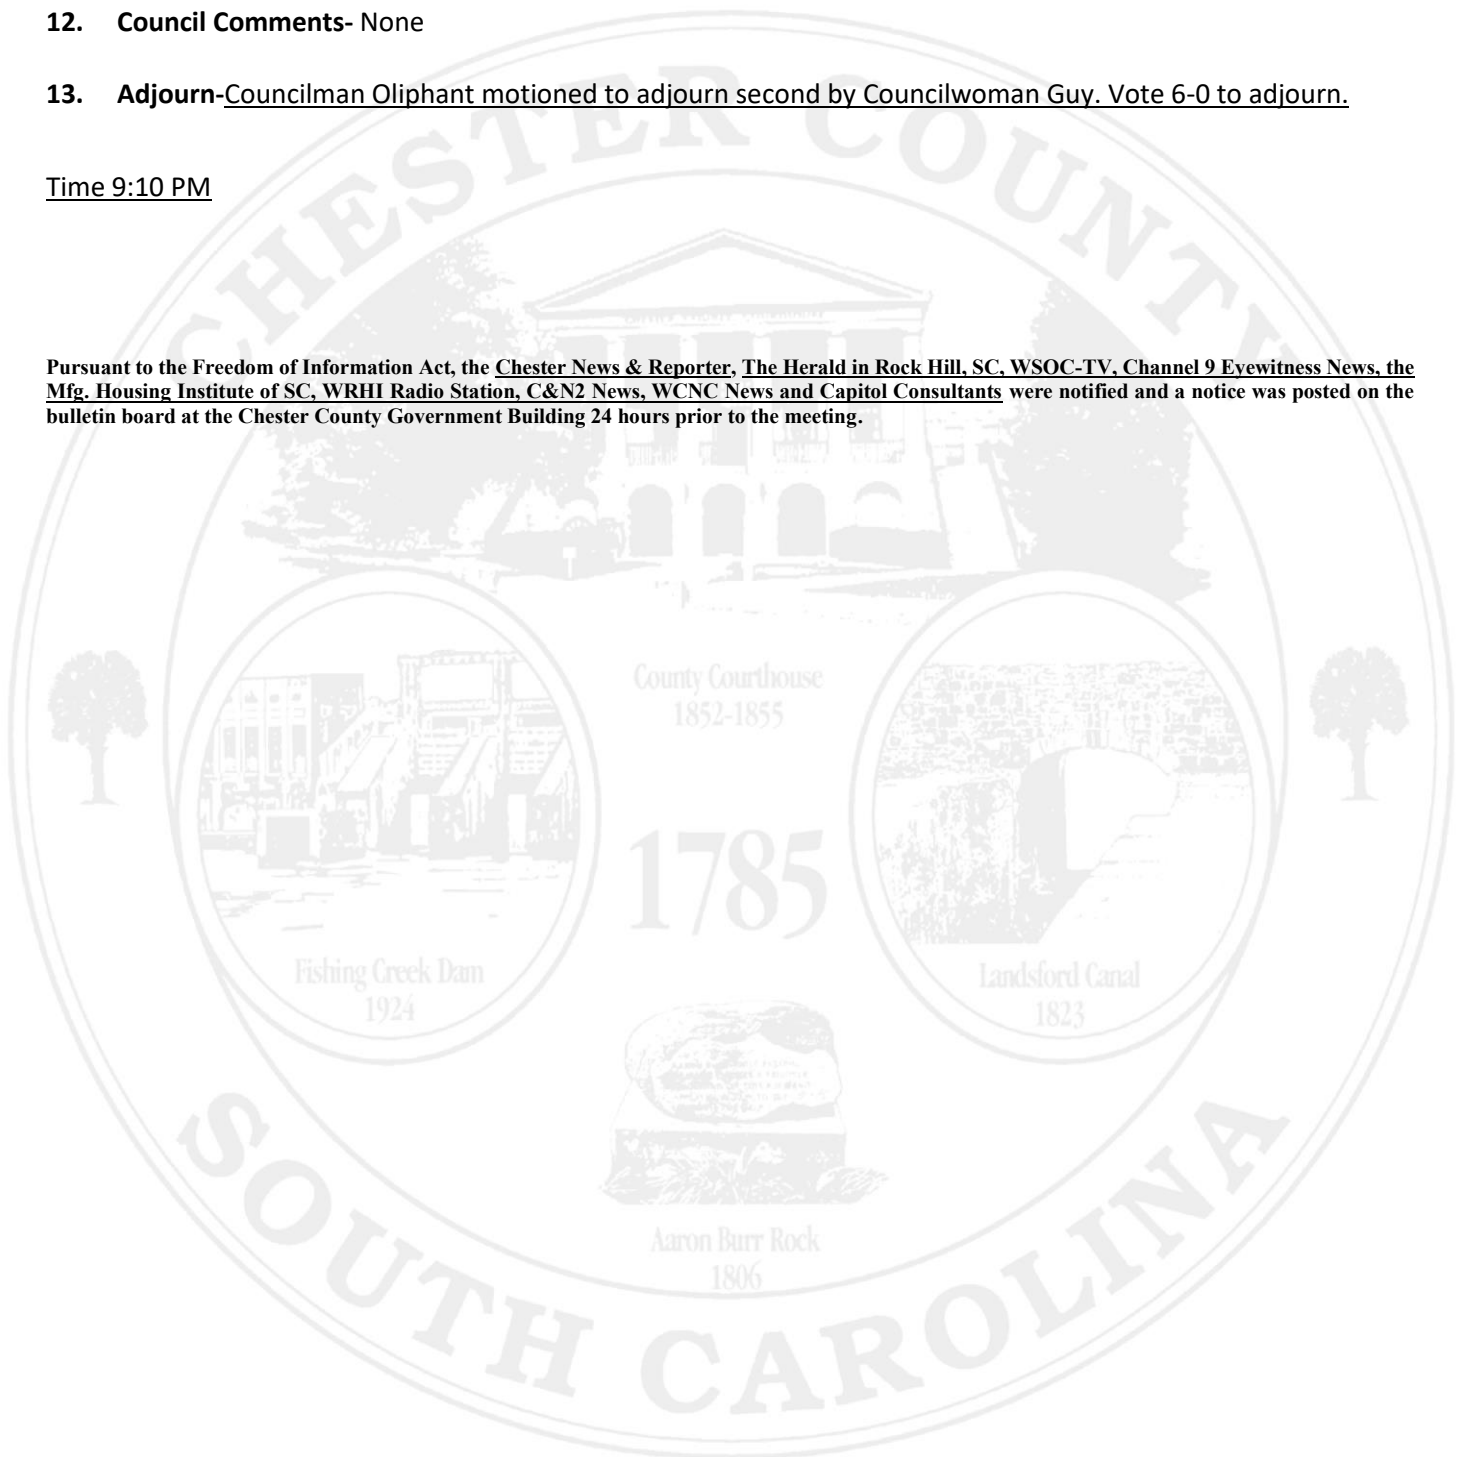 12. Council Comments- None
13. Adjourn-Councilman Oliphant motioned to adjourn second by Councilwoman Guy. Vote 6-0 to adjourn.
Time 9:10 PM
Pursuant to the Freedom of Information Act, the Chester News & Reporter, The Herald in Rock Hill, SC, WSOC-TV, Channel 9 Eyewitness News, the
Mfg. Housing Institute of SC, WRHI Radio Station, C&N2 News, WCNC News and Capitol Consultants were notified and a notice was posted on the
bulletin board at the Chester County Government Building 24 hours prior to the meeting.
CHESTER COUNTY
County Courthouse
1852-1855
1785
Fishing Creek Dam
1924
Landsford Canal
1823
Aaron Burr Rock
1806
SOUTH CAROLINA